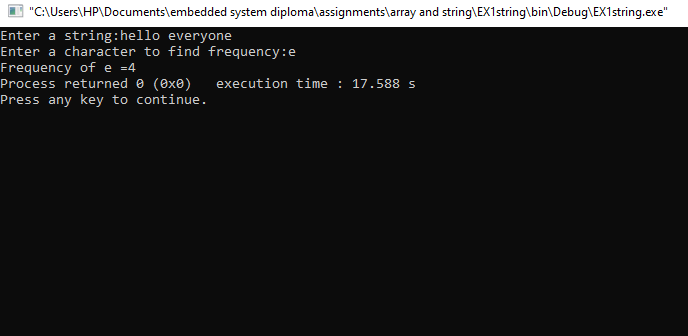 "C:\Users\HP\Documents\embedded system diploma\assignments\array and string\EX1string\bin\Debug\EX1string.exe"
Enter a string:hello everyone
Enter a character to find frequency:e
Frequency of e =4
Process returned 0 (0x0)   execution time : 17.588 s
Press any key to continue.